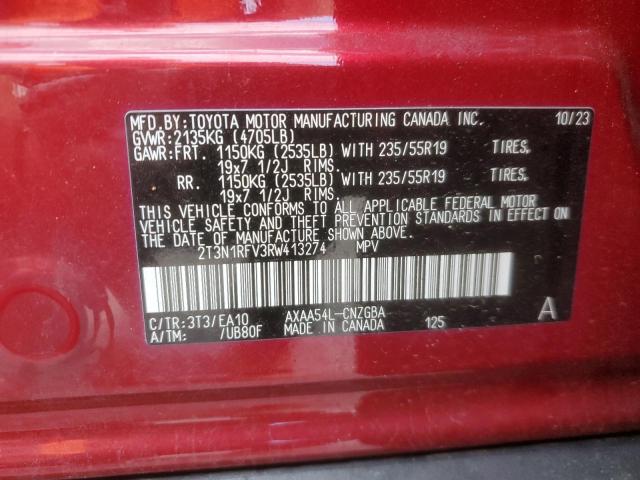 MFD.BY:TOYOTA MOTOR MANUFACTURING CANADA INC. 10/23
GVWR:2135KG (4705LB)
GAWR:FRT. 1150KG (2535LB) WITH 235/55R19 TIRES.
19x7 1/2J RIMS.
RR. 1150KG (2535LB) WITH 235/55R19 TIRES.
19x7 1/2J RIMS.
THIS VEHICLE CONFORMS TO ALL APPLICABLE FEDERAL MOTOR
VEHICLE SAFETY AND THEFT PREVENTION STANDARDS IN EFFECT ON
THE DATE OF MANUFACTURE SHOWN ABOVE.
2T3N1RFV3RW413274 MPV
C/TR:3T3/EA10 AXAA54L-CNZGBA A
A/TM: /UB80F MADE IN CANADA 125